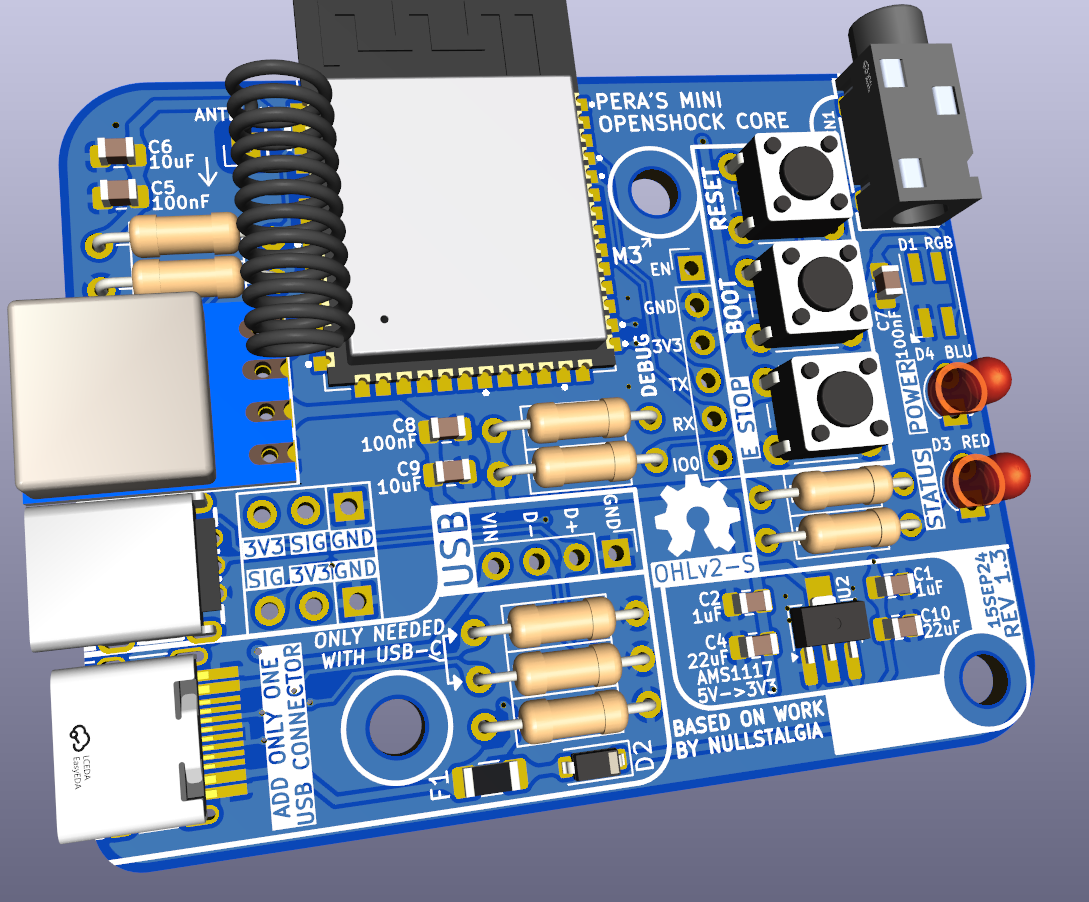 ANT
PERA'S MINI
OPENSHOCK CORE
C6
10uF
C5
100nF
RESET
M3
EN
GND
3V3
TX
RX
IO0
DEBUG
BOOT
E STOP
D1 RGB
C7
100nF
D4 BLU
POWER
D3 RED
STATUS
C8
100nF
C9
10uF
3V3 SIG GND
SIG 3V3 GND
USB
VIN
D-
D+
GND
OHLv2-S
ONLY NEEDED
WITH USB-C
C2
1uF
C4
22uF
AMS1117
5V->3V3
U2
C1
1uF
C10
22uF
15SEP24
REV 1.3
ADD ONLY ONE
USB CONNECTOR
LCEDA
EasyEDA
F1
D2
BASED ON WORK
BY NULLSTALGIA